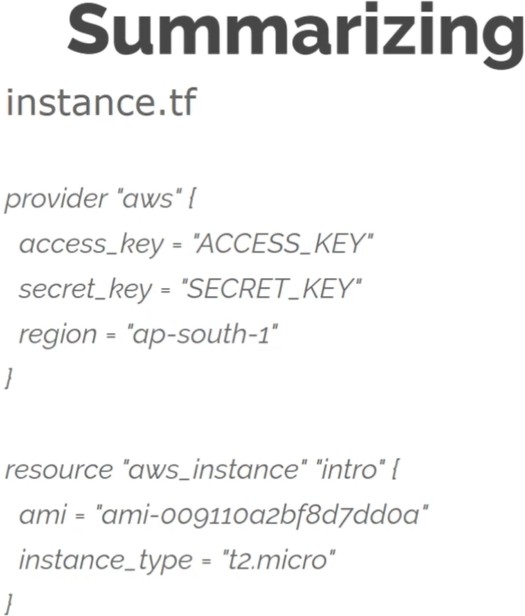 Summarizing
instance.tf
provider "aws" {
access_key = "ACCESS_KEY"
secret_key = "SECRET_KEY"
region = "ap-south-1"
}
resource "aws_instance" "intro" {
ami = "ami-009110a2bf8d7dd0a"
instance_type = "t2.micro"
}